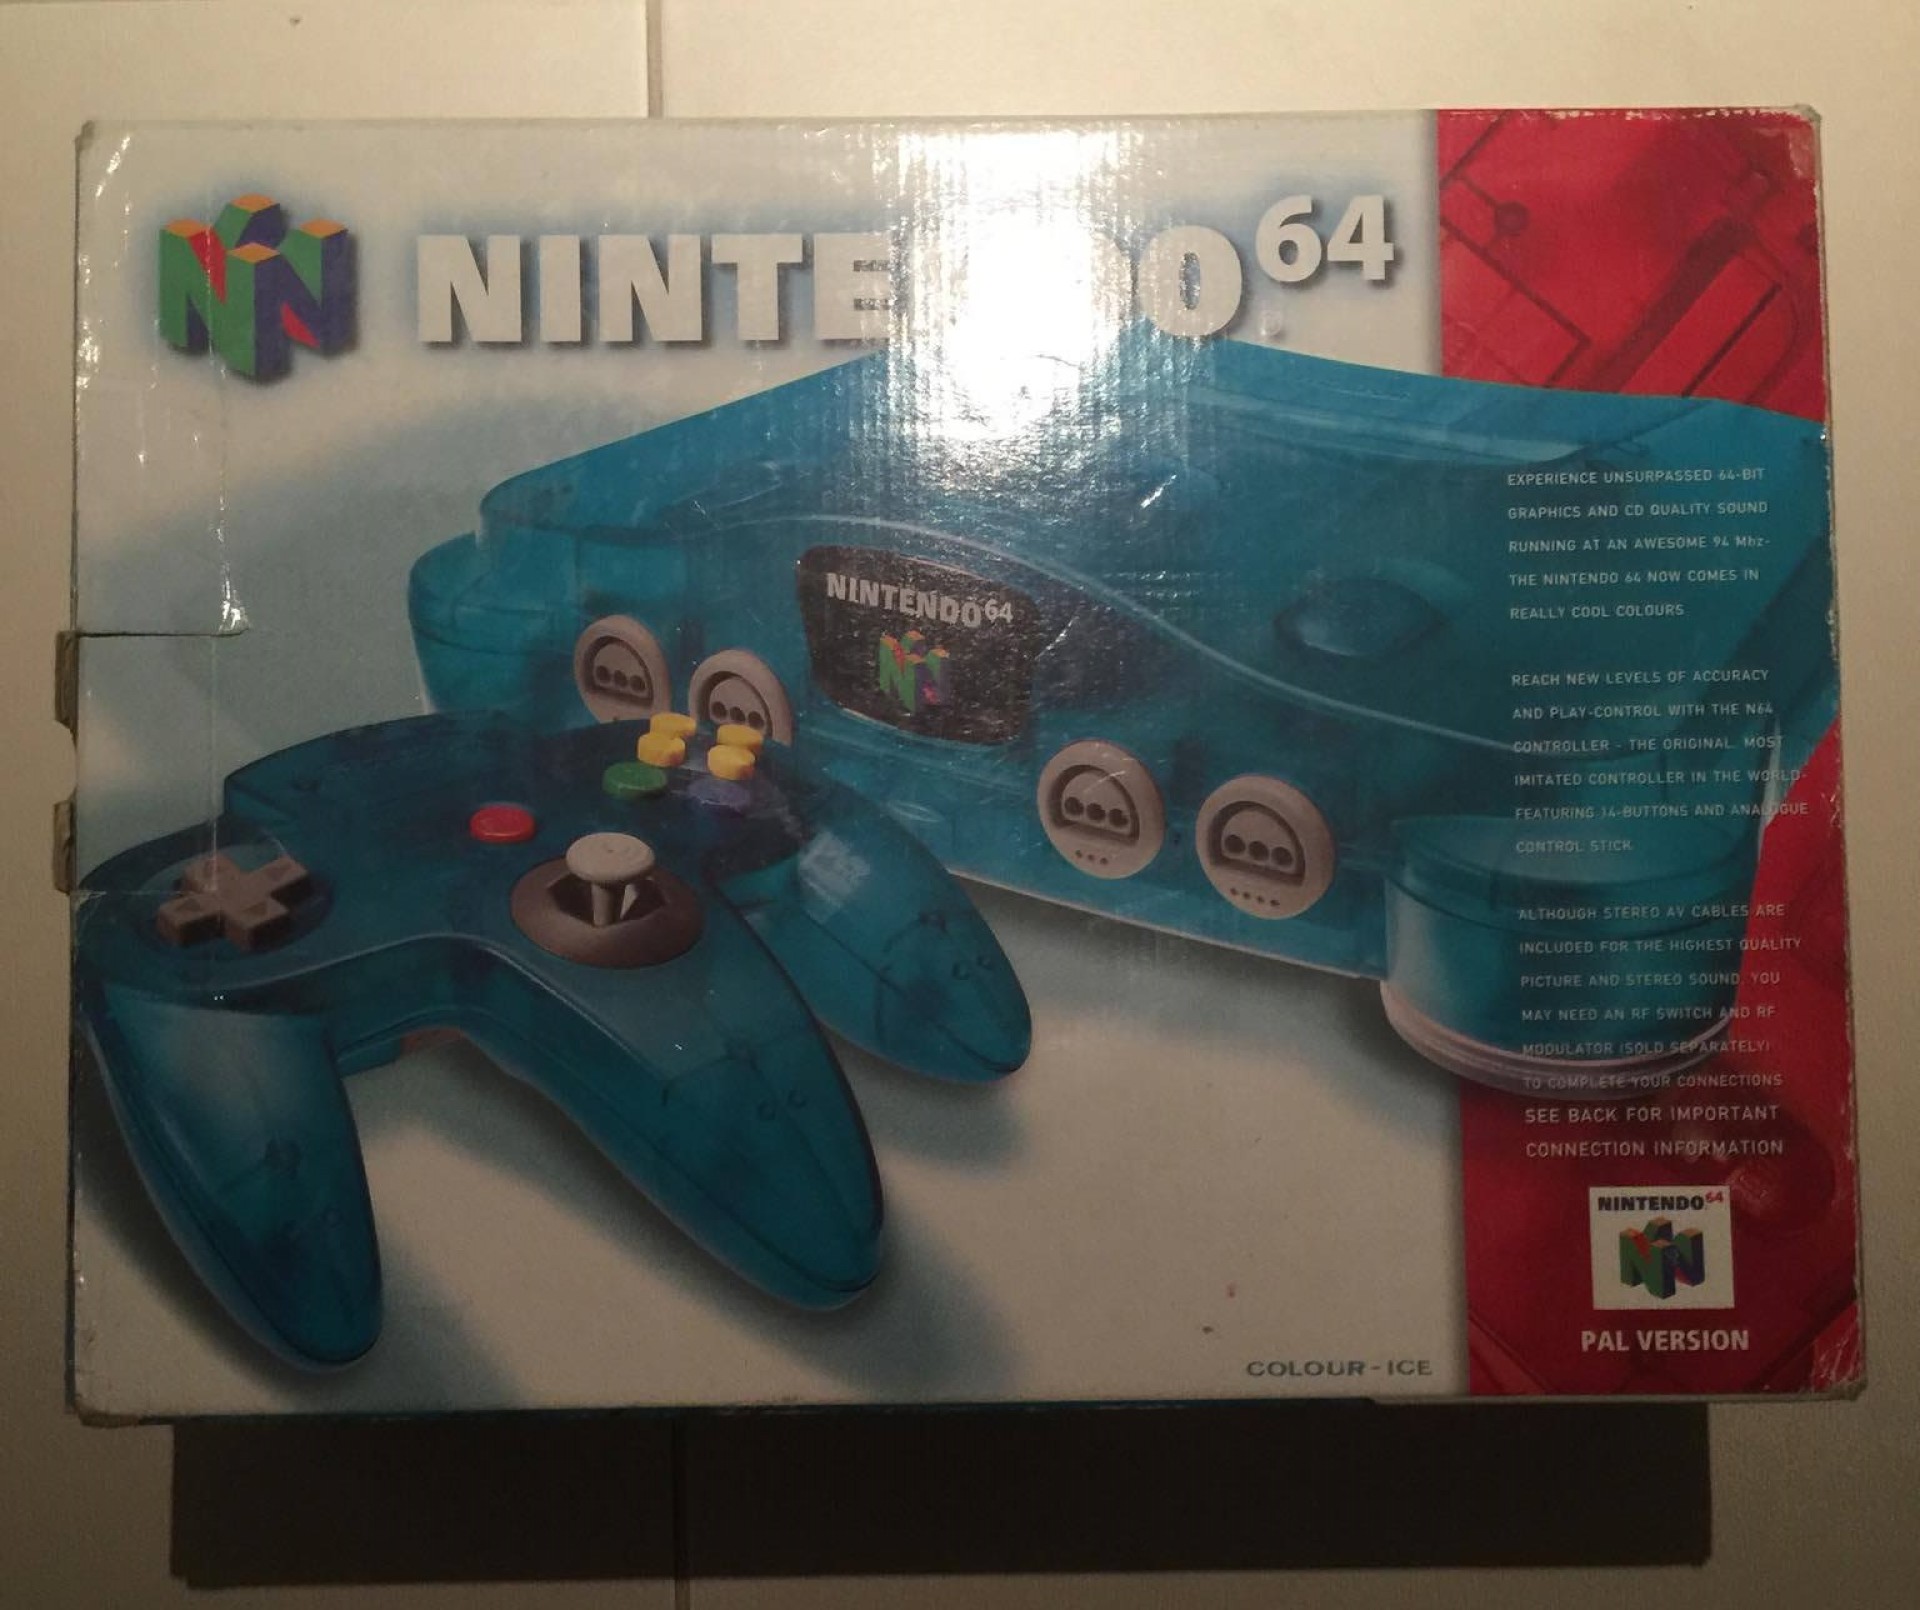 NINTENDO 64
NINTENDO 64
EXPERIENCE UNSURPASSED 64-BIT
GRAPHICS AND CD QUALITY SOUND
RUNNING AT AN AWESOME 94 Mhz-
THE NINTENDO 64 NOW COMES IN
REALLY COOL COLOURS
REACH NEW LEVELS OF ACCURACY
AND PLAY-CONTROL WITH THE N64
CONTROLLER - THE ORIGINAL. MOST
IMITATED CONTROLLER IN THE WORLD-
FEATURING 14-BUTTONS AND ANALOGUE
CONTROL STICK
ALTHOUGH STEREO AV CABLES ARE
INCLUDED FOR THE HIGHEST QUALITY
PICTURE AND STEREO SOUND, YOU
MAY NEED AN RF SWITCH AND RF
MODULATOR (SOLD SEPARATELY)
TO COMPLETE YOUR CONNECTIONS
SEE BACK FOR IMPORTANT
CONNECTION INFORMATION
NINTENDO 64
PAL VERSION
COLOUR-ICE